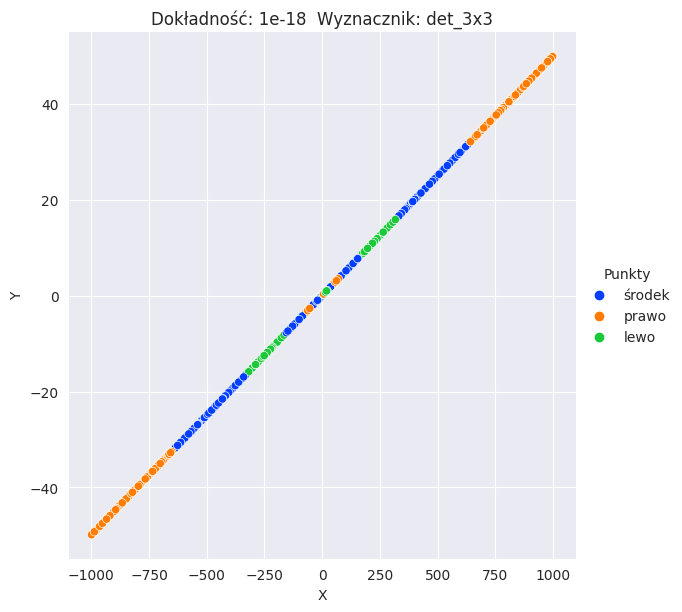 Dokładność: 1e-18  Wyznacznik: det_3x3
40
20
0
−20
−40
Y
−1000 −750 −500 −250 0 250 500 750 1000
X
Punkty
środek
prawo
lewo